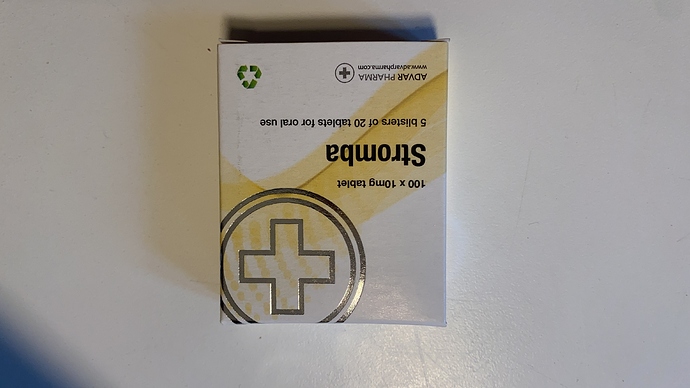 100 x 10mg tablet
Stromba
5 blisters of 20 tablets for oral use
ADVAR PHARMA
www.advarpharma.com